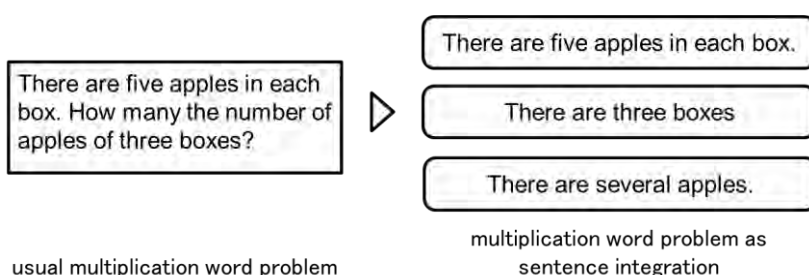 There are five apples in each
box. How many the number of
apples of three boxes?
usual multiplication word problem
There are five apples in each box.
There are three boxes
There are several apples.
multiplication word problem as
sentence integration